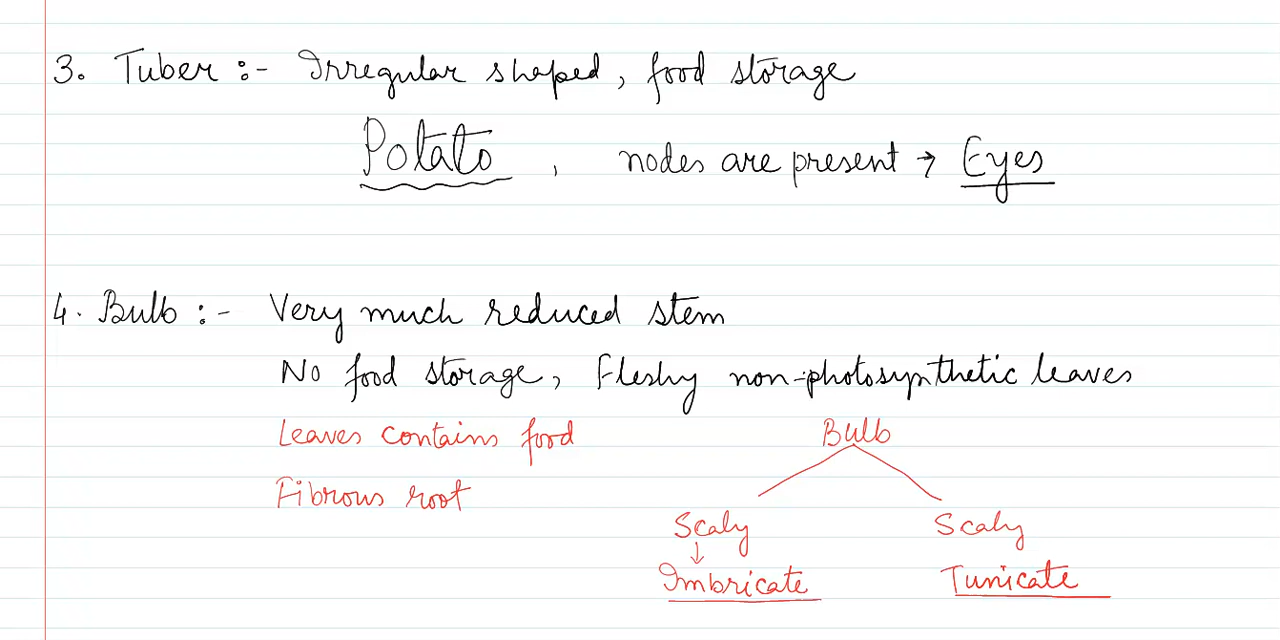 3. Tuber :- Irregular shaped, food storage
Potato, nodes are present → Eyes
4. Bulb :- Very much reduced stem
No food storage, Fleshy non-photosynthetic leaves
Leaves contains food
Bulb
Fibrous root
Scaly Scaly
↓
Imbricate Tunicate